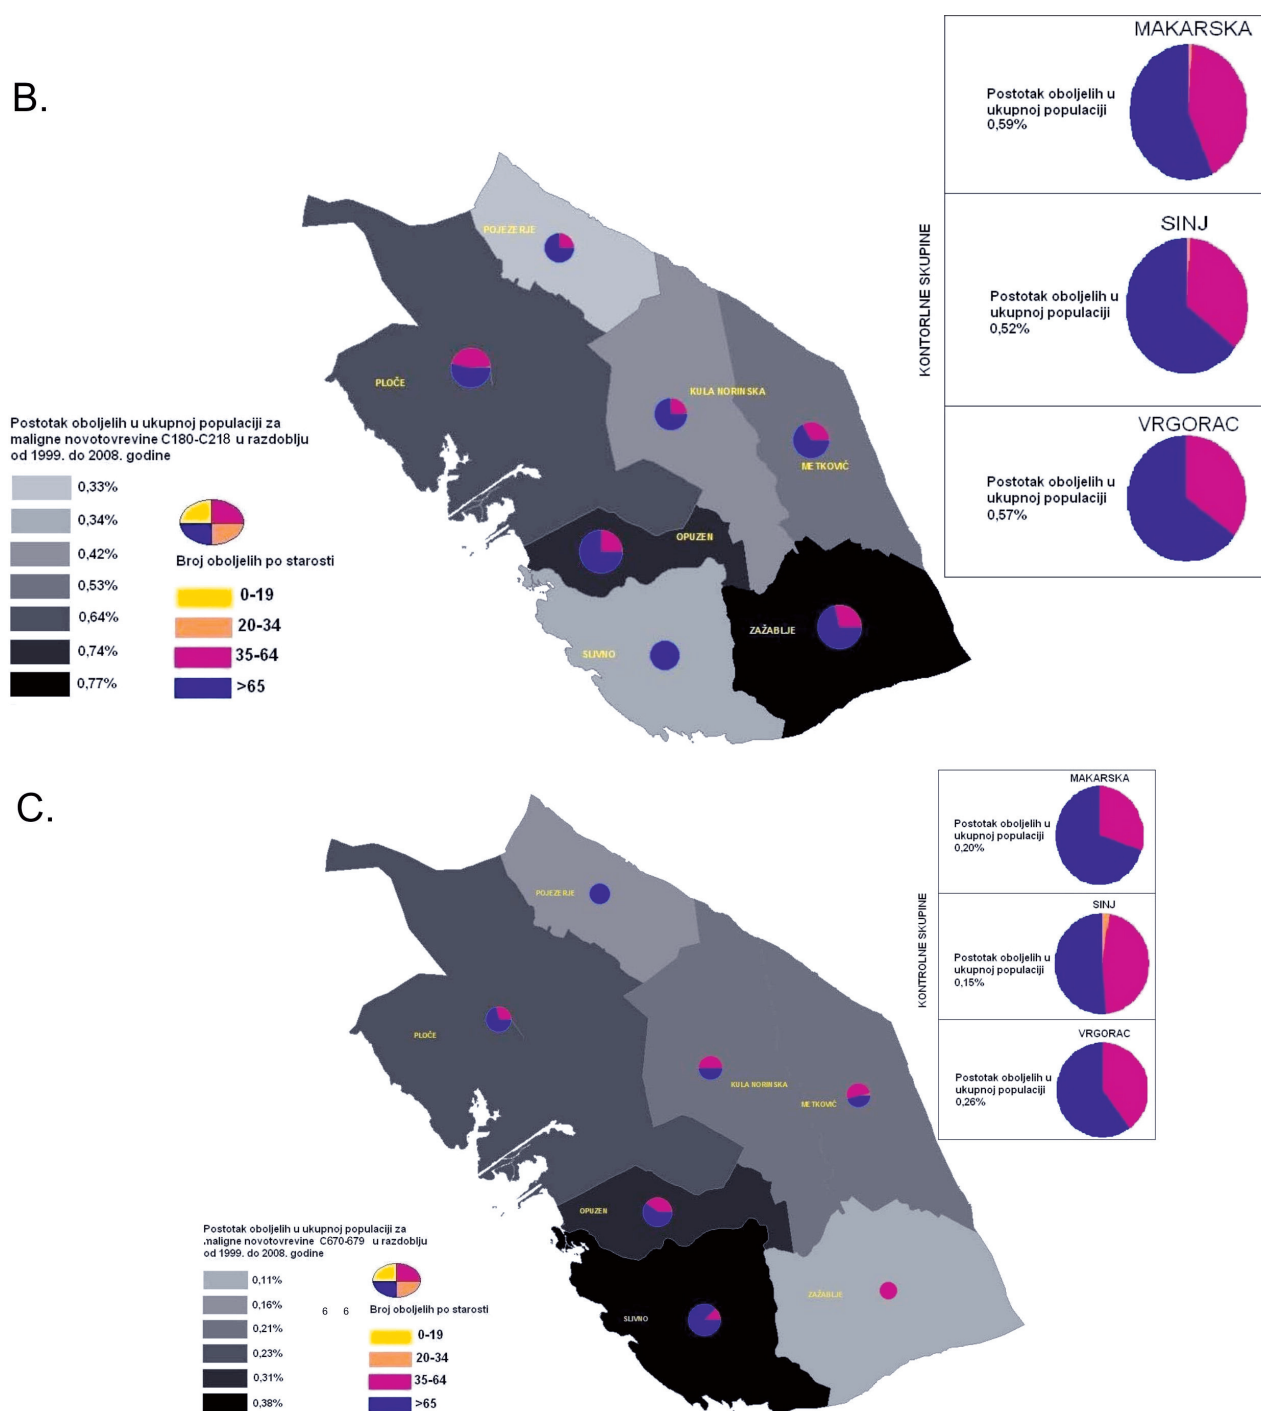 B.
MAKARSKA
Postotak oboljelih u
ukupnoj populaciji
0,59%
SINJ
Postotak oboljelih u
ukupnoj populaciji
0,52%
VRGORAC
Postotak oboljelih u
ukupnoj populaciji
0,57%
KONTORLNE SKUPINE
POJEZERJE
PLOČE
KULA NORINSKA
METKOVIĆ
OPUZEN
ZAŽABLJE
SLIVNO
Postotak oboljelih u ukupnoj populaciji za
maligne novotovrevine C180-C218 u razdoblju
od 1999. do 2008. godine
0,33%
0,34%
0,42%
0,53%
0,64%
0,74%
0,77%
Broj oboljelih po starosti
0-19
20-34
35-64
>65
C.
MAKARSKA
Postotak oboljelih u
ukupnoj populaciji
0,20%
SINJ
Postotak oboljelih u
ukupnoj populaciji
0,15%
VRGORAC
Postotak oboljelih u
ukupnoj populaciji
0,26%
KONTROLNE SKUPINE
POJEZERJE
PLOČE
KULA NORINSKA
METKOVIĆ
OPUZEN
ZAŽABLJE
SLIVNO
Postotak oboljelih u ukupnoj populaciji za
maligne novotovrevine C670-679 u razdoblju
od 1999. do 2008. godine
0,11%
0,16%
0,21%
0,23%
0,31%
0,38%
6 6
Broj oboljelih po starosti
0-19
20-34
35-64
>65